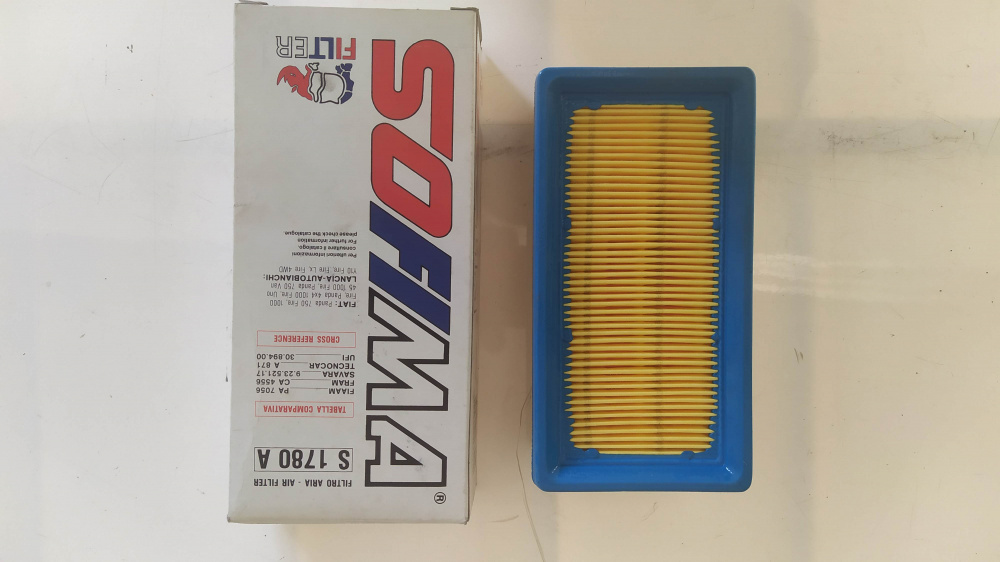 SOFIMA®
FILTER
FILTRO ARIA - AIR FILTER
S 1780 A
TABELLA COMPARATIVA
FIAAM PA 7056
FRAM CA 4556
SAVARA 9.23.521.17
TECNOCAR A 871
UFI 30.894.00
CROSS REFERENCE
FIAT: Panda 750 Fire, 1000
Fire, Panda 4x4 1000 Fire, Uno
45 1000 Fire, Panda 750 Van
LANCIA-AUTOBIANCHI:
Y10 Fire, Fire Lx, Fire 4WD
Per ulteriori informazioni
consultare il catalogo.
For further information
please check the catalogue.